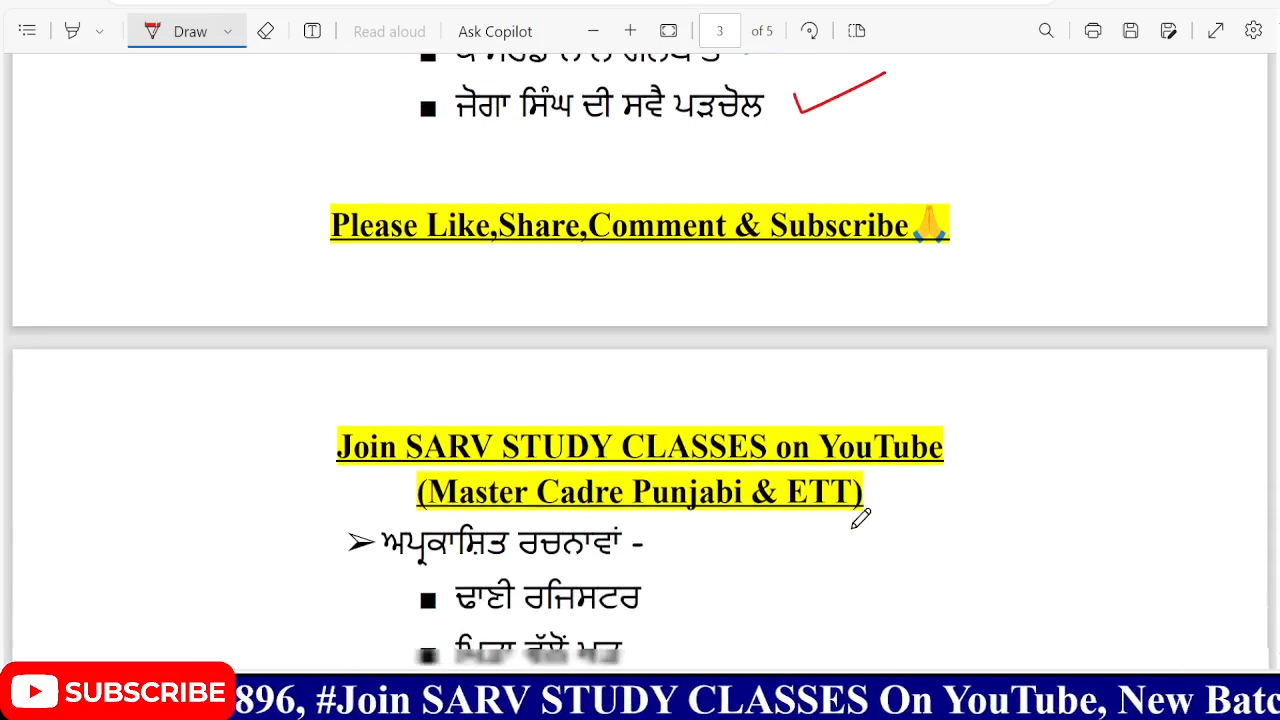 Draw
Read aloud
Ask Copilot
3 of 5
ਜੋਗਾ ਸਿੰਘ ਦੀ ਸਵੈ ਪੜਚੋਲ
Please Like,Share,Comment & Subscribe🙏
Join SARV STUDY CLASSES on YouTube
(Master Cadre Punjabi & ETT)
➢ ਅਪ੍ਰਕਾਸ਼ਿਤ ਰਚਨਾਵਾਂ -
■ ਢਾਣੀ ਰਜਿਸਟਰ
SUBSCRIBE
896, #Join SARV STUDY CLASSES On YouTube, New Batc